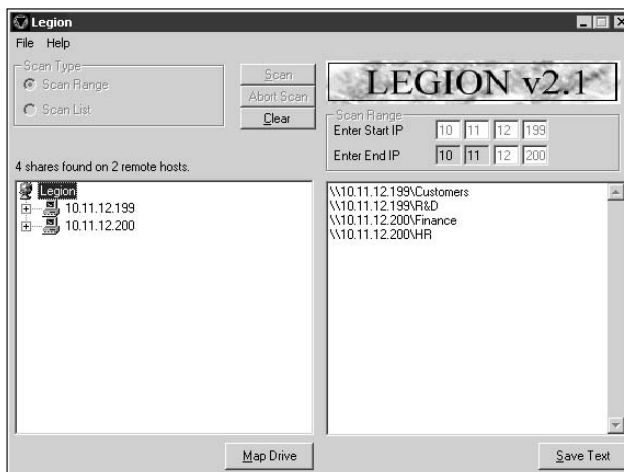 Legion
File Help
Scan Type
Scan Range
Scan List
Scan
Abort Scan
Clear
LEGION v2.1
Scan Range
Enter Start IP 10 11 12 199
Enter End IP 10 11 12 200
4 shares found on 2 remote hosts.
Legion
10.11.12.199
10.11.12.200
\\10.11.12.199\Customers
\\10.11.12.199\R&D
\\10.11.12.200\Finance
\\10.11.12.200\HR
Map Drive
Save Text